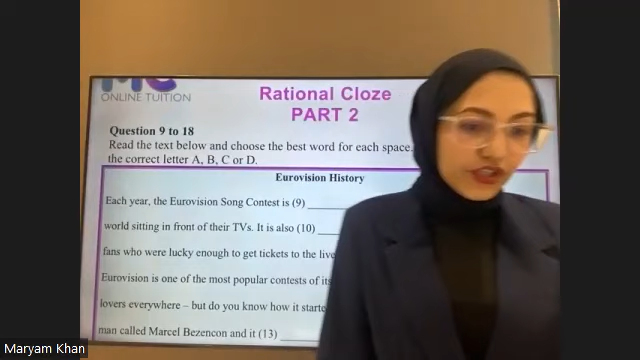 ONLINE TUITION
Rational Cloze
PART 2
Question 9 to 18
Read the text below and choose the best word for each space.
the correct letter A, B, C or D.
Eurovision History
Each year, the Eurovision Song Contest is (9)
world sitting in front of their TVs. It is also (10)
fans who were lucky enough to get tickets to the live
Eurovision is one of the most popular contests of its
lovers everywhere – but do you know how it starte
man called Marcel Bezencon and it (13)
Maryam Khan